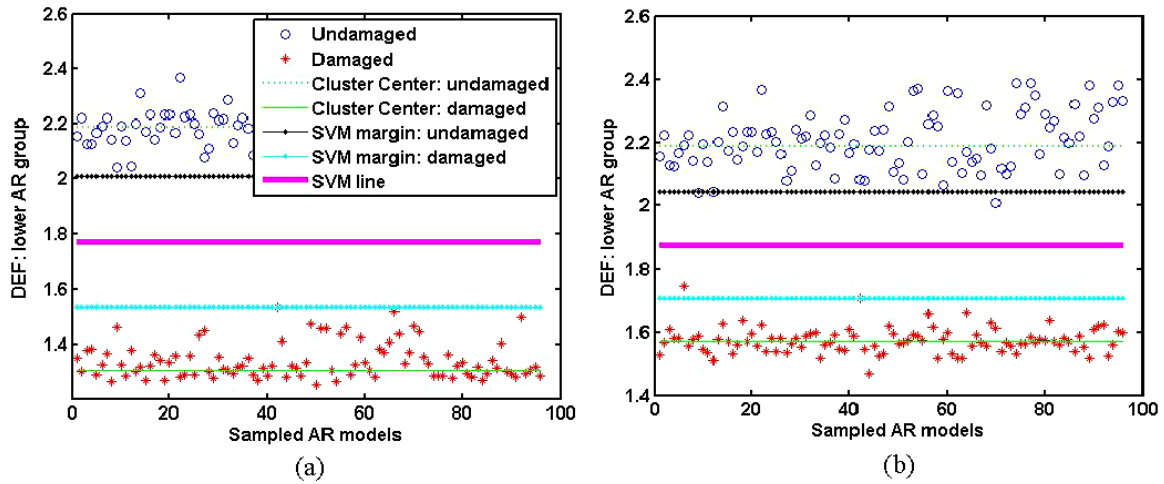 2.6
2.4
2.2
2
1.8
1.6
1.4
DEF: lower AR group
0 20 40 60 80 100
Sampled AR models
Undamaged
Damaged
Cluster Center: undamaged
Cluster Center: damaged
SVM margin: undamaged
SVM margin: damaged
SVM line
(a)
2.6
2.4
2.2
2
1.8
1.6
1.4
DEF: lower AR group
0 20 40 60 80 100
Sampled AR models
(b)